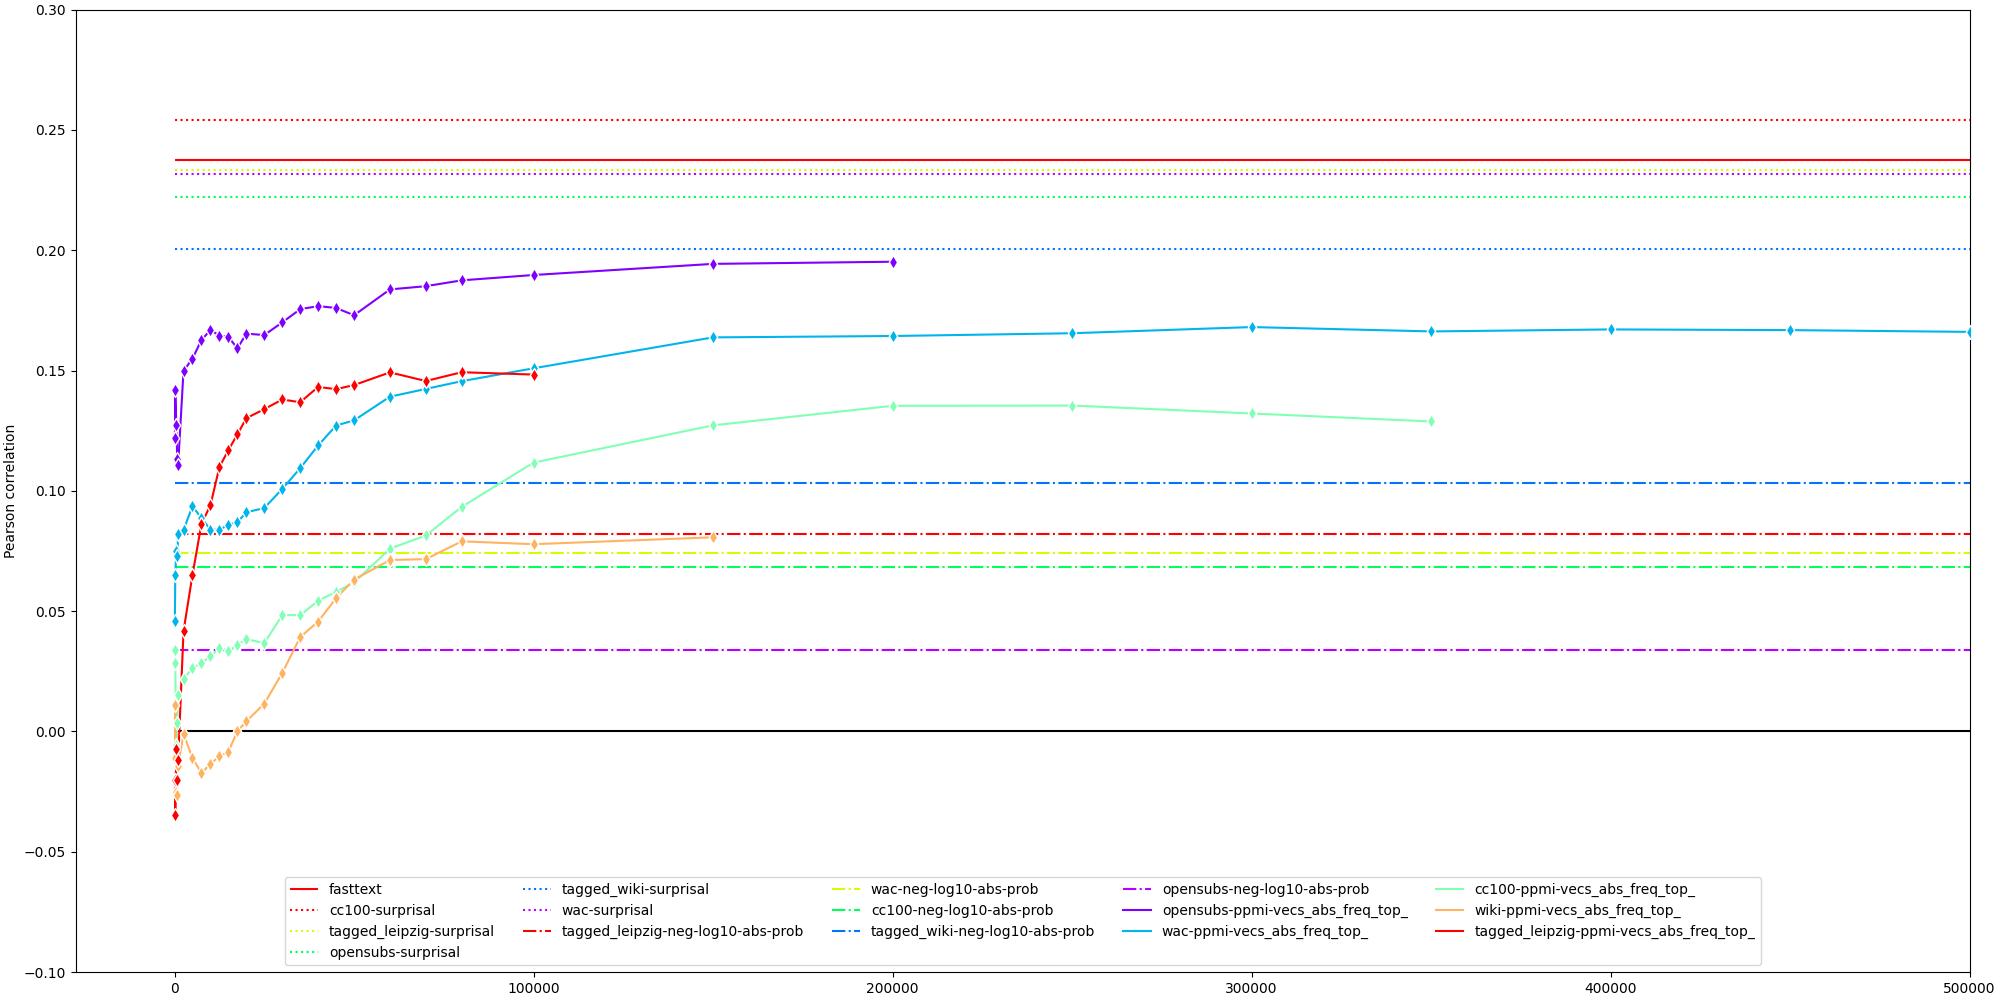 0.30
0.25
0.20
0.15
0.10
0.05
0.00
−0.05
−0.10
Pearson correlation
fasttext
cc100-surprisal
tagged_leipzig-surprisal
opensubs-surprisal
tagged_wiki-surprisal
wac-surprisal
tagged_leipzig-neg-log10-abs-prob
wac-neg-log10-abs-prob
cc100-neg-log10-abs-prob
tagged_wiki-neg-log10-abs-prob
opensubs-neg-log10-abs-prob
opensubs-ppmi-vecs_abs_freq_top_
wac-ppmi-vecs_abs_freq_top_
cc100-ppmi-vecs_abs_freq_top_
wiki-ppmi-vecs_abs_freq_top_
tagged_leipzig-ppmi-vecs_abs_freq_top_
0 100000 200000 300000 400000 500000